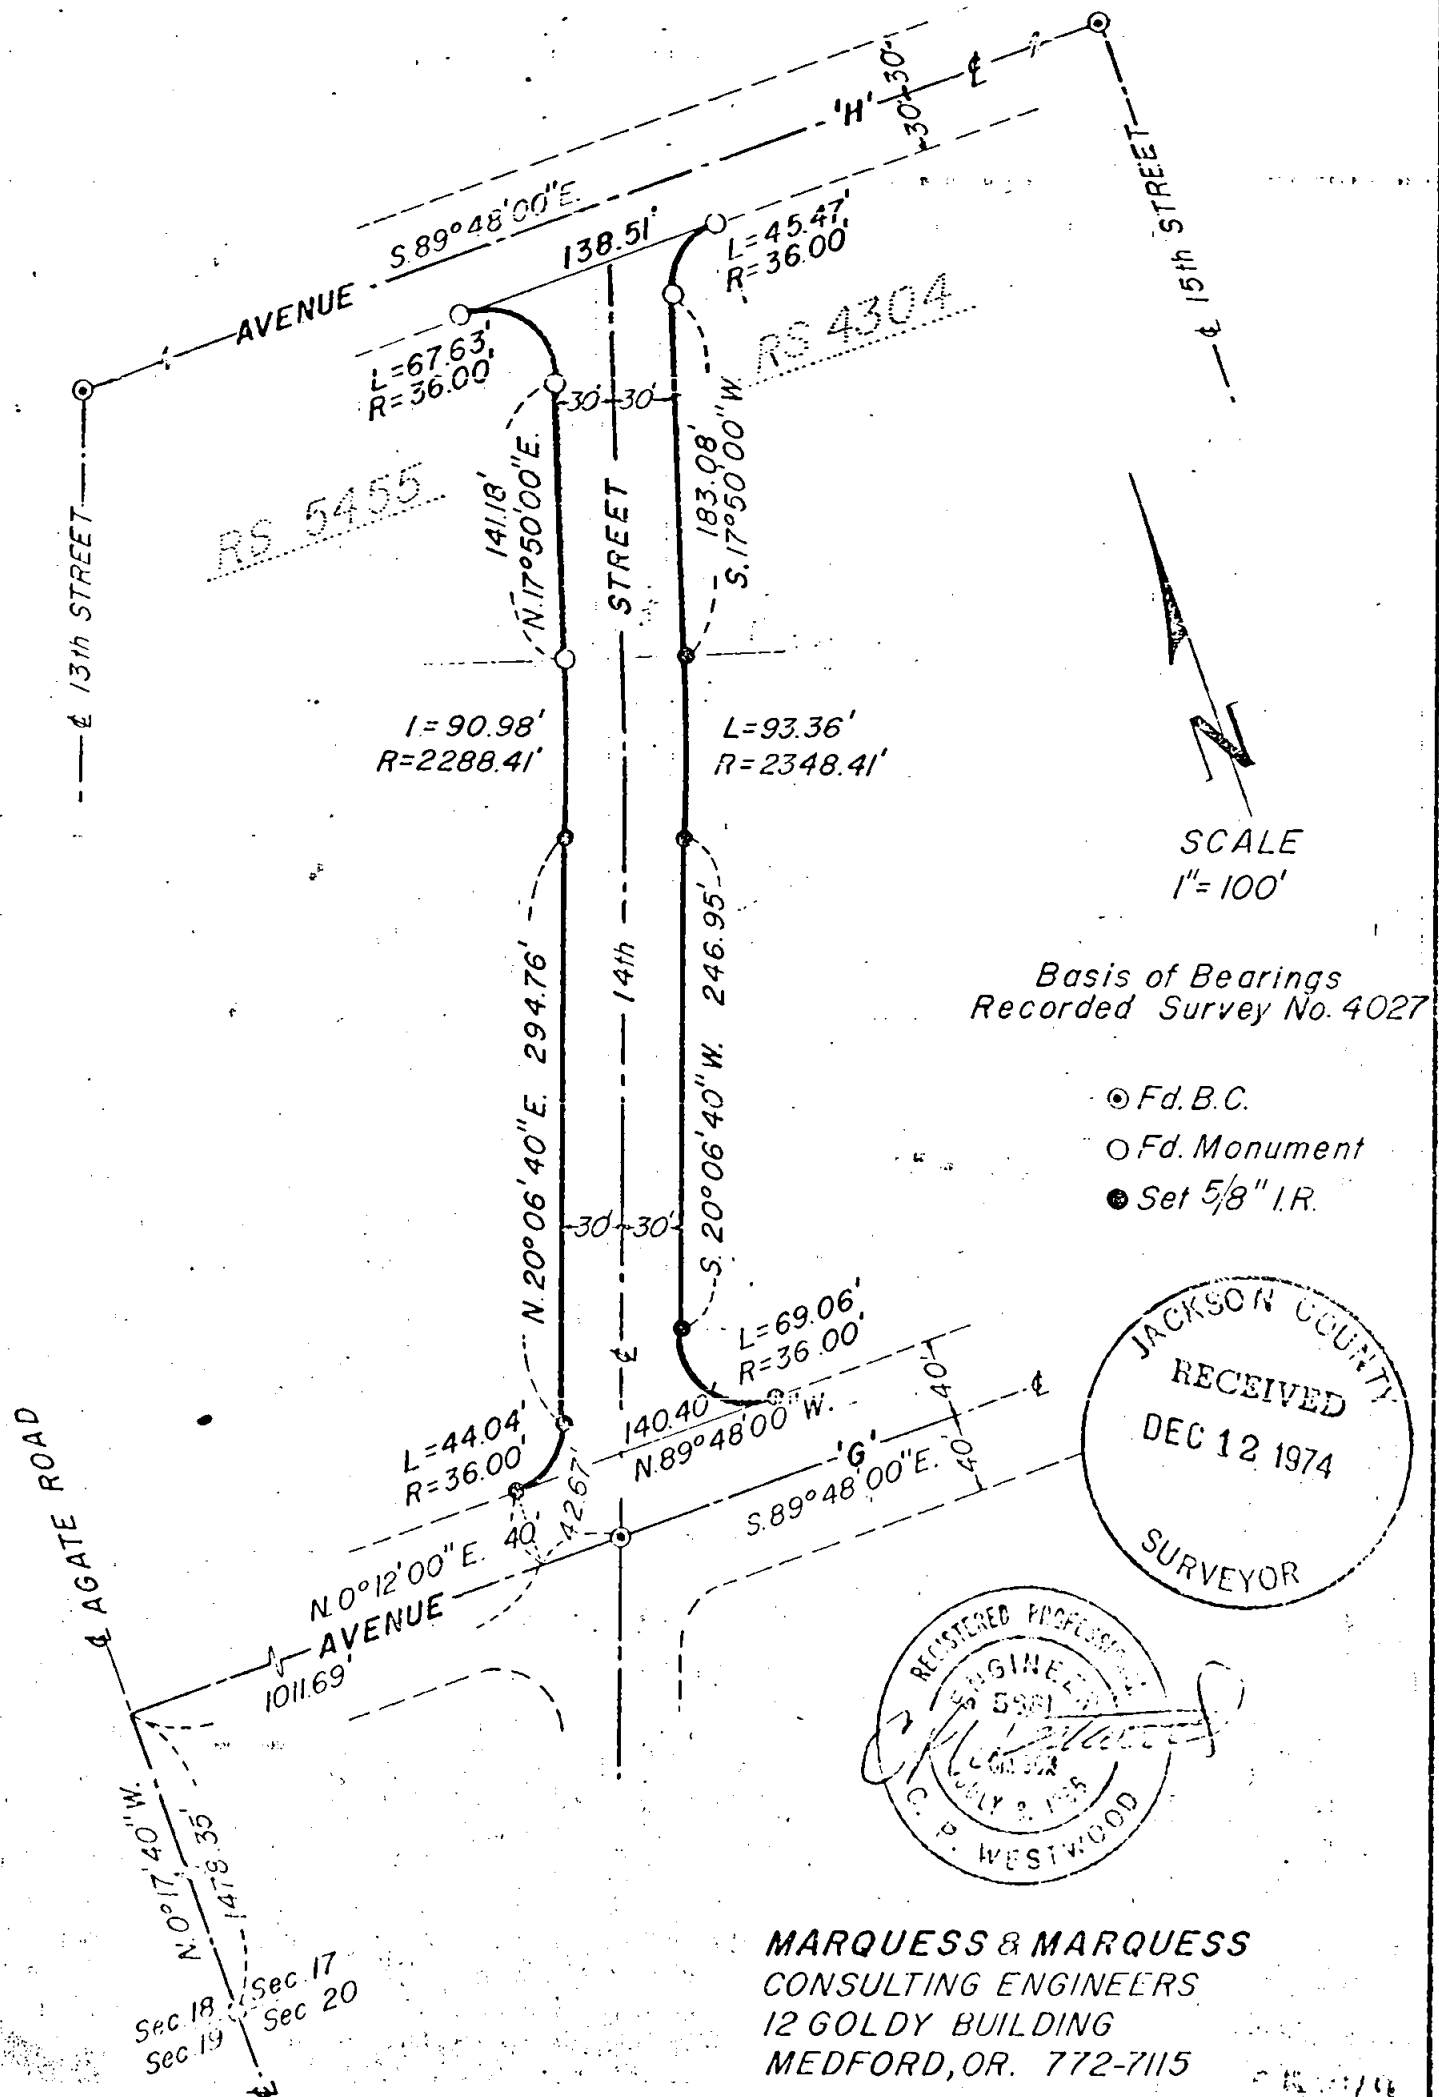 30' 30'
'H' ℄
S.89°48'00"E.
AVENUE
138.51'
L=45.47'
R=36.00'
RS 4304
℄ 15th STREET
L=67.63'
R=36.00'
30' 30'
RS 5455
℄ 13th STREET
141.18'
N.17°50'00"E.
STREET
183.08'
S.17°50'00"W.
L=90.98'
R=2288.41'
L=93.36'
R=2348.41'
N
SCALE
1"=100'
Basis of Bearings
Recorded Survey No. 4027
Fd. B.C.
Fd. Monument
Set 5/8" I.R.
N.20°06'40"E. 294.76'
14th
S. 20°06'40"W. 246.95'
30' 30'
℄
L=69.06'
R=36.00'
L=44.04'
R=36.00'
140.40'
N.89°48'00"W.
40'
40'
'G' ℄
S.89°48'00"E.
42.67'
40'
N.0°12'00"E.
AVENUE
1011.69'
℄ AGATE ROAD
N.0°17'40"W.
1478.35'
Sec 18 Sec 17
Sec 19 Sec 20
℄
JACKSON COUNTY
RECEIVED
DEC 12 1974
SURVEYOR
REGISTERED PROFESSIONAL
ENGINEER
OREGON
C. P. WESTWOOD
MARQUESS & MARQUESS
CONSULTING ENGINEERS
12 GOLDY BUILDING
MEDFORD, OR. 772-7115